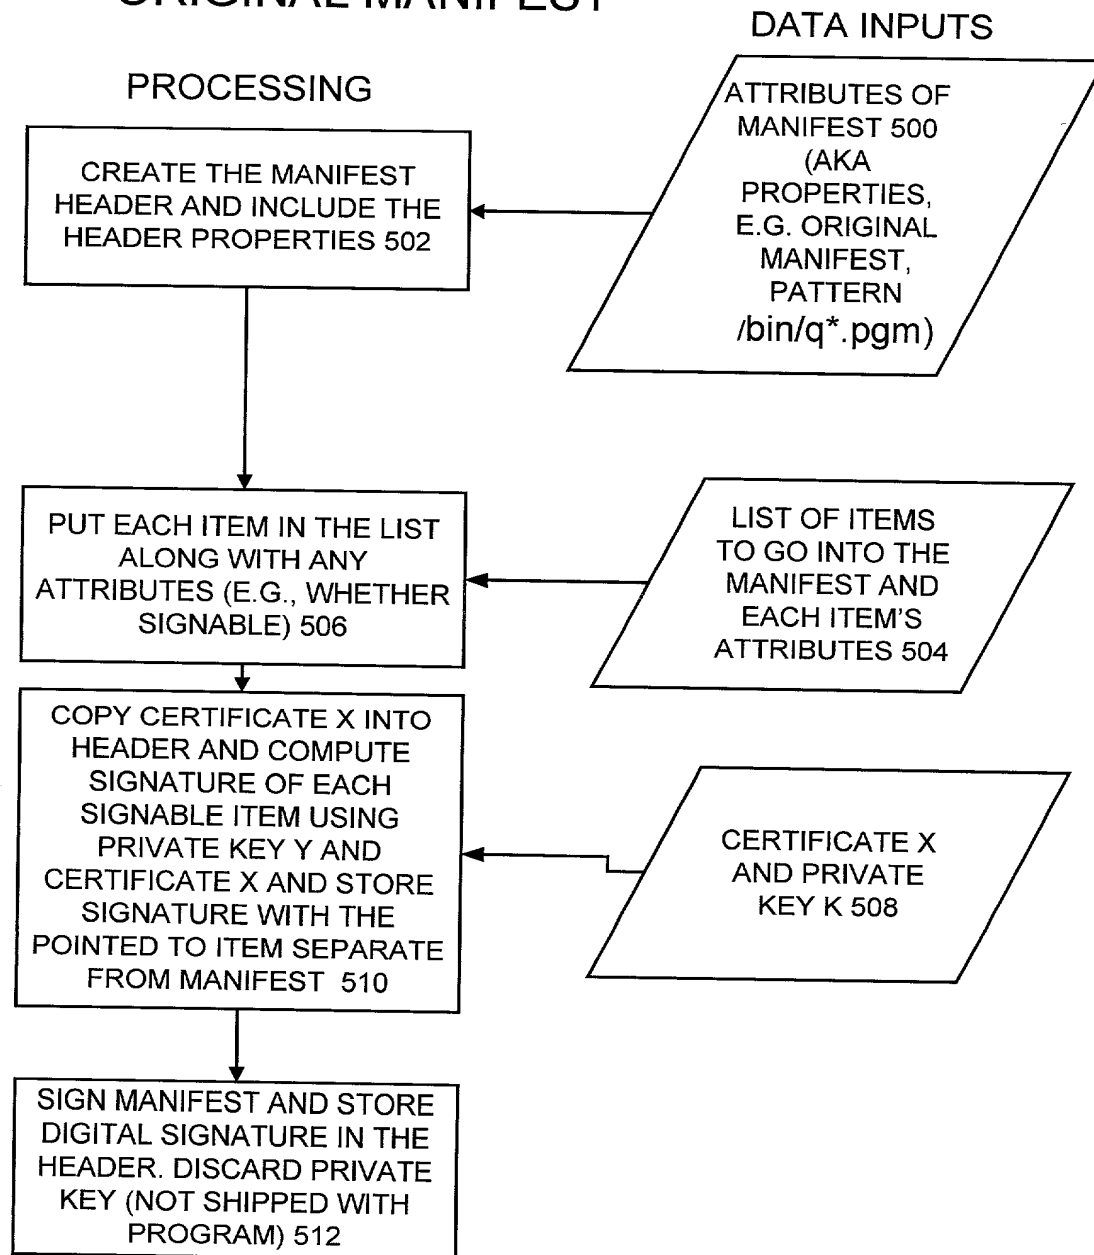 ORIGINAL MANIFEST
DATA INPUTS
PROCESSING
ATTRIBUTES OF
MANIFEST 500
(AKA
PROPERTIES,
E.G. ORIGINAL
MANIFEST,
PATTERN
/bin/q*.pgm)
CREATE THE MANIFEST
HEADER AND INCLUDE THE
HEADER PROPERTIES 502
PUT EACH ITEM IN THE LIST
ALONG WITH ANY
ATTRIBUTES (E.G., WHETHER
SIGNABLE) 506
LIST OF ITEMS
TO GO INTO THE
MANIFEST AND
EACH ITEM'S
ATTRIBUTES 504
COPY CERTIFICATE X INTO
HEADER AND COMPUTE
SIGNATURE OF EACH
SIGNABLE ITEM USING
PRIVATE KEY Y AND
CERTIFICATE X AND STORE
SIGNATURE WITH THE
POINTED TO ITEM SEPARATE
FROM MANIFEST 510
CERTIFICATE X
AND PRIVATE
KEY K 508
SIGN MANIFEST AND STORE
DIGITAL SIGNATURE IN THE
HEADER. DISCARD PRIVATE
KEY (NOT SHIPPED WITH
PROGRAM) 512